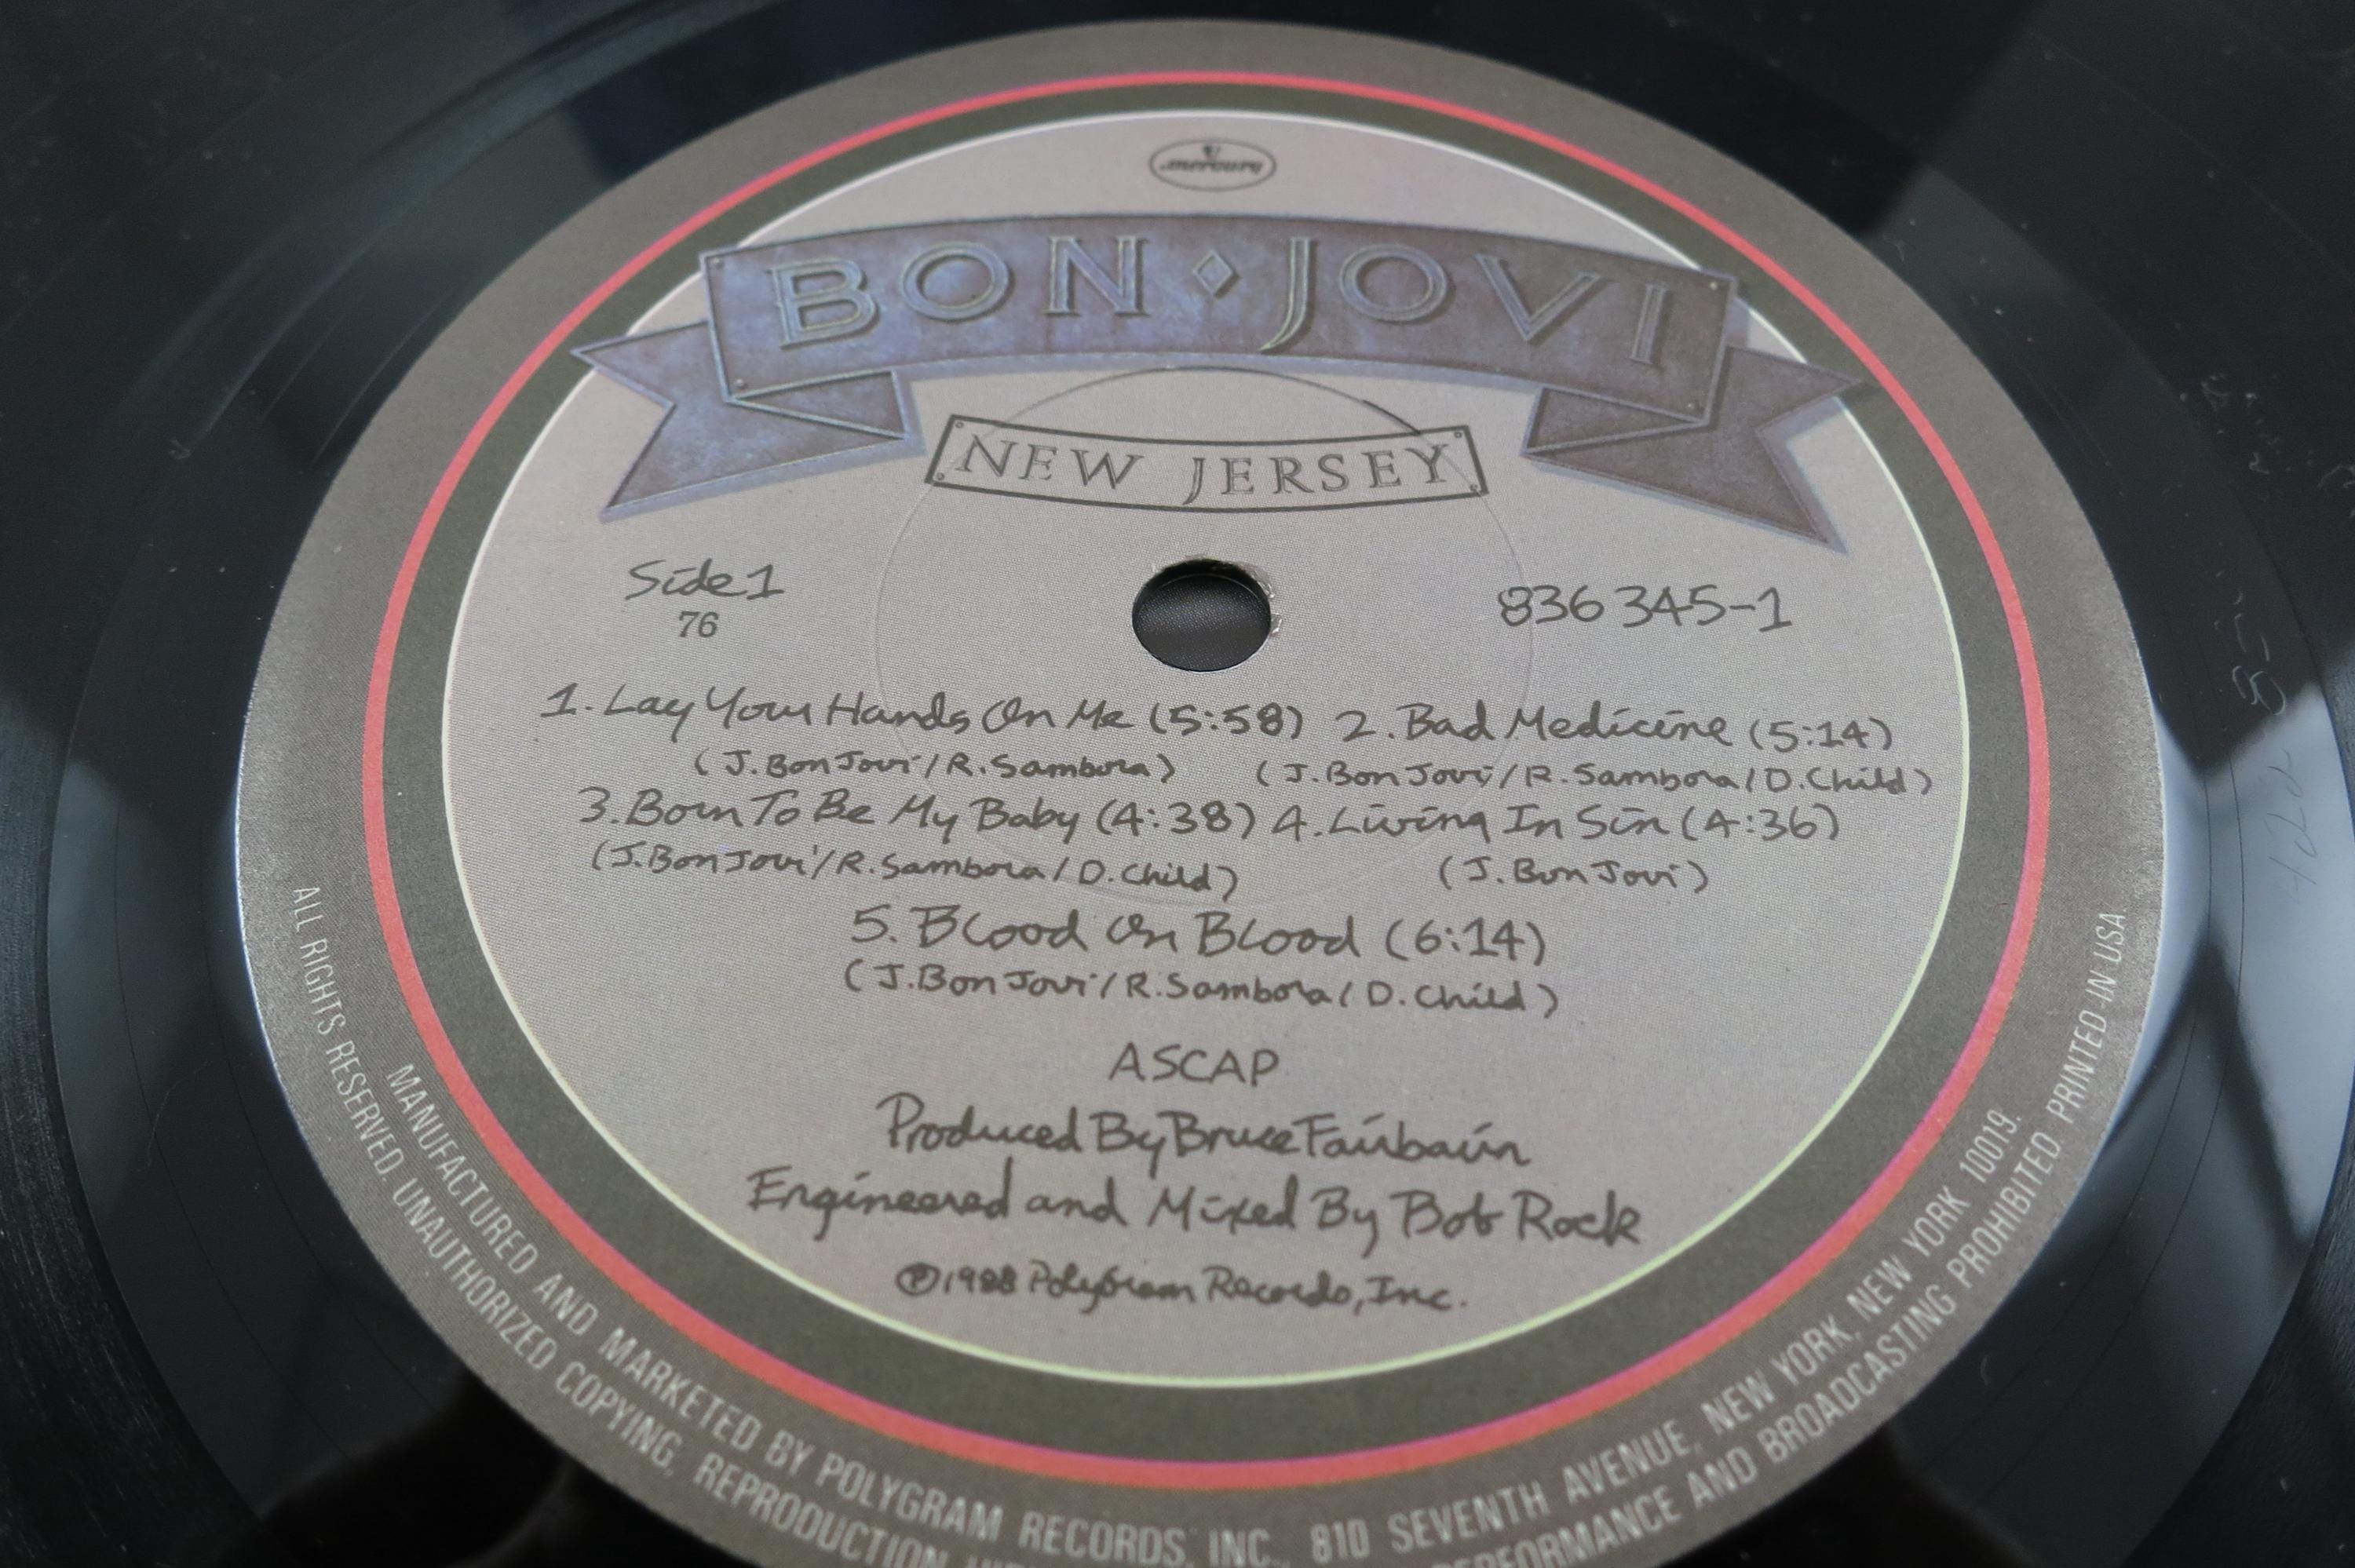 mercury
BON JOVI
NEW JERSEY
Side 1
76
836 345-1
1. Lay Your Hands On Me (5:58) 2. Bad Medicine (5:14)
(J. Bon Jovi/R. Sambora) (J. Bon Jovi/R. Sambora/D. Child)
3. Born To Be My Baby (4:38) 4. Living In Sin (4:36)
(J. Bon Jovi/R. Sambora/D. Child) (J. Bon Jovi)
5. Blood On Blood (6:14)
(J. Bon Jovi/R. Sambora/D. Child)
ASCAP
Produced By Bruce Fairbairn
Engineered and Mixed By Bob Rock
℗1988 PolyGram Records, Inc.
MANUFACTURED AND MARKETED BY POLYGRAM RECORDS, INC., 810 SEVENTH AVENUE, NEW YORK, NEW YORK 10019.
ALL RIGHTS RESERVED. UNAUTHORIZED COPYING, REPRODUCTION, PERFORMANCE AND BROADCASTING PROHIBITED PRINTED IN USA.